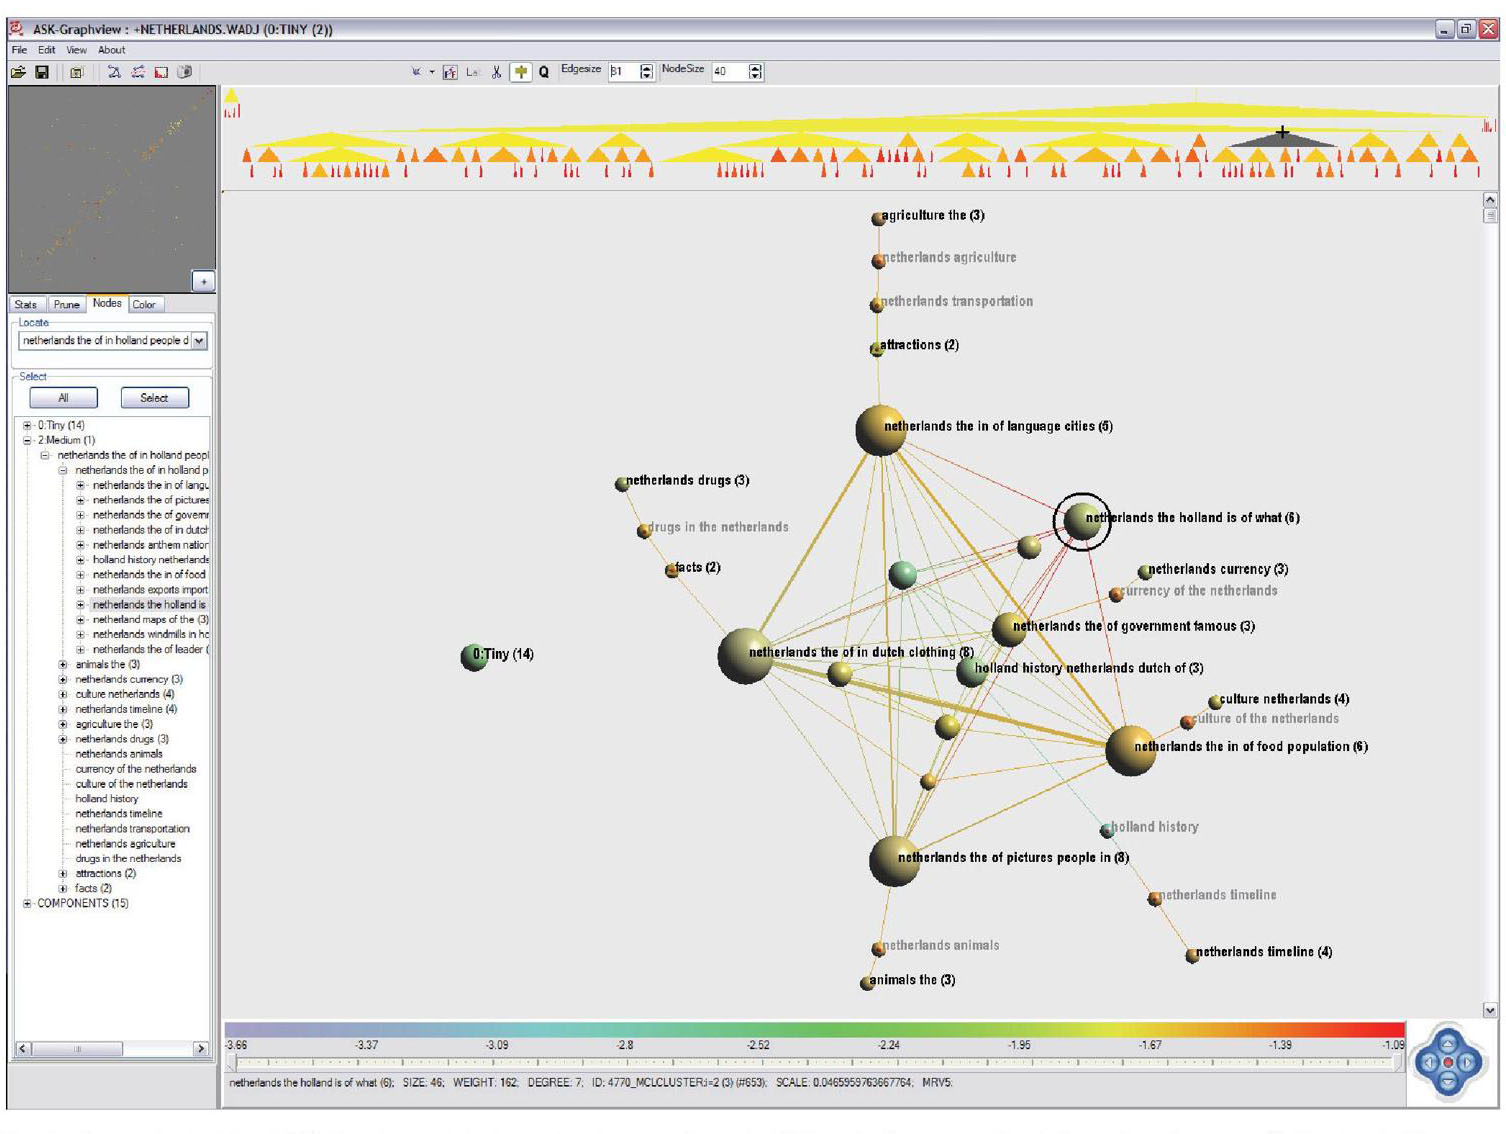 ASK-Graphview : +NETHERLANDS.WADJ (0:TINY (2))
File Edit View About
Edgesize 81 NodeSize 40
Stats Prune Nodes Color
Locate
netherlands the of in holland people d
Select
All Select
0:Tiny (14)
2:Medium (1)
netherlands the of in holland peopl
netherlands the of in holland p
netherlands the in of langu
netherlands the of pictures
netherlands the of governr
netherlands the of in dutch
netherlands anthem nation
holland history netherlands
netherlands the in of food
netherlands exports import
netherlands the holland is
netherland maps of the (3)
netherlands windmills in ho
netherlands the of leader (
animals the (3)
netherlands currency (3)
culture netherlands (4)
netherlands timeline (4)
agriculture the (3)
netherlands drugs (3)
netherlands animals
currency of the netherlands
culture of the netherlands
holland history
netherlands timeline
netherlands transportation
netherlands agriculture
drugs in the netherlands
attractions (2)
facts (2)
COMPONENTS (15)
agriculture the (3)
netherlands agriculture
netherlands transportation
attractions (2)
netherlands the in of language cities (5)
netherlands drugs (3)
netherlands the holland is of what (6)
drugs in the netherlands
facts (2)
netherlands currency (3)
currency of the netherlands
netherlands the of government famous (3)
0:Tiny (14)
netherlands the of in dutch clothing (8)
holland history netherlands dutch of (3)
culture netherlands (4)
culture of the netherlands
netherlands the in of food population (6)
holland history
netherlands the of pictures people in (8)
netherlands timeline
netherlands animals
netherlands timeline (4)
animals the (3)
-3.66 -3.37 -3.09 -2.8 -2.52 -2.24 -1.95 -1.67 -1.39 -1.09
netherlands the holland is of what (6); SIZE: 46; WEIGHT: 162; DEGREE: 7; ID: 4770_MCLCLUSTER:i=2 (3) (#653); SCALE: 0.0465959763667764; MRV5: